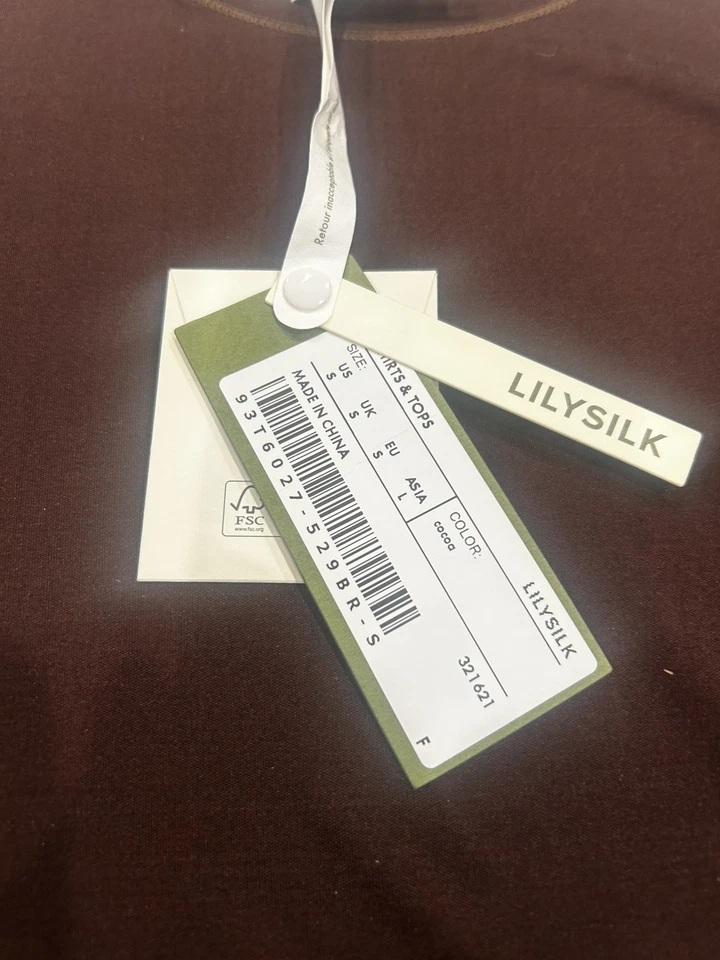 Retour inacceptable
LILYSILK
LILYSILK
& TOPS
SIZE:
US
S
UK
S
EU
S
ASIA
L
COLOR:
cocoa
321621
MADE IN CHINA
93T6027-529BR-S
F
FSC
www.fsc.org